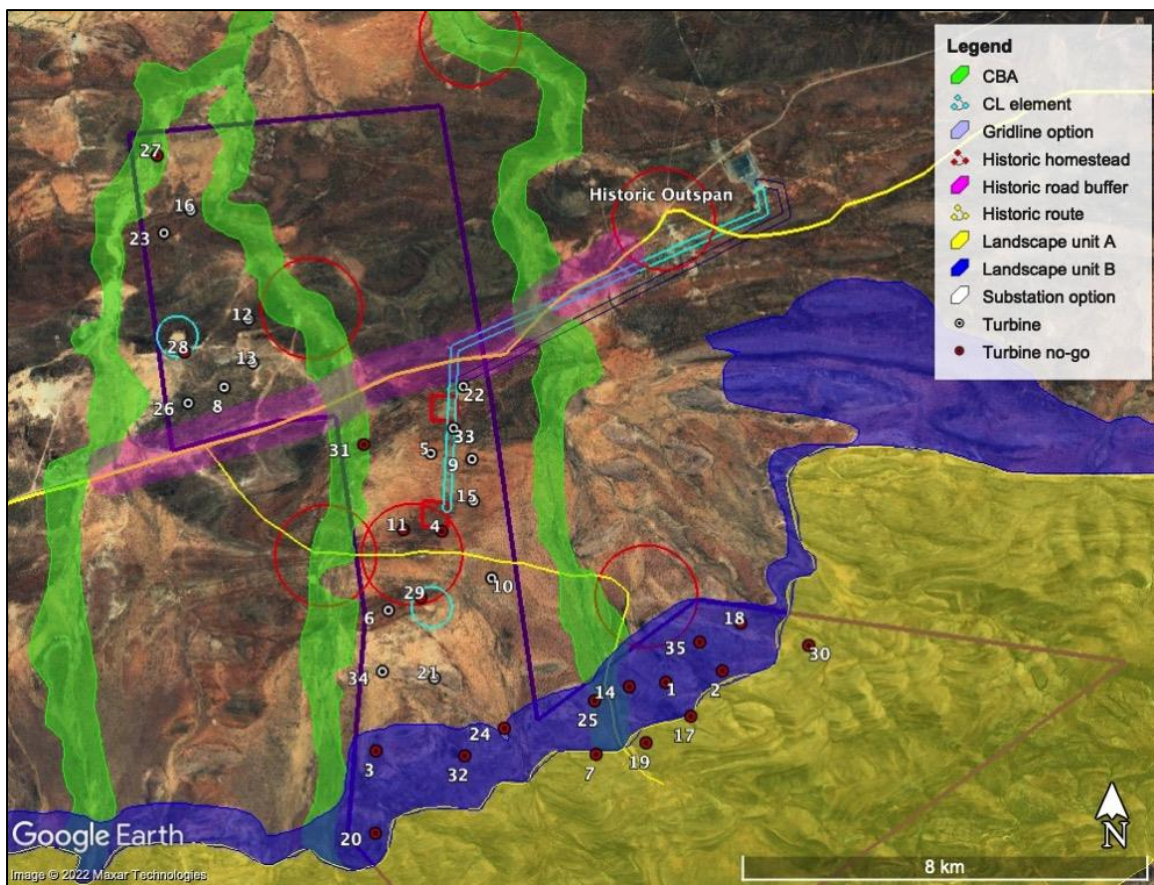 Legend
CBA
CL element
Gridline option
Historic homestead
Historic road buffer
Historic route
Landscape unit A
Landscape unit B
Substation option
Turbine
Turbine no-go
27
16
23
Historic Outspan
12
28
13
8
26
22
33
31
5
9
15
11
4
10
29
6
34
21
18
35
30
2
1
14
25
17
24
19
3
32
7
20
Google Earth
Image © 2022 Maxar Technologies
N
8 km